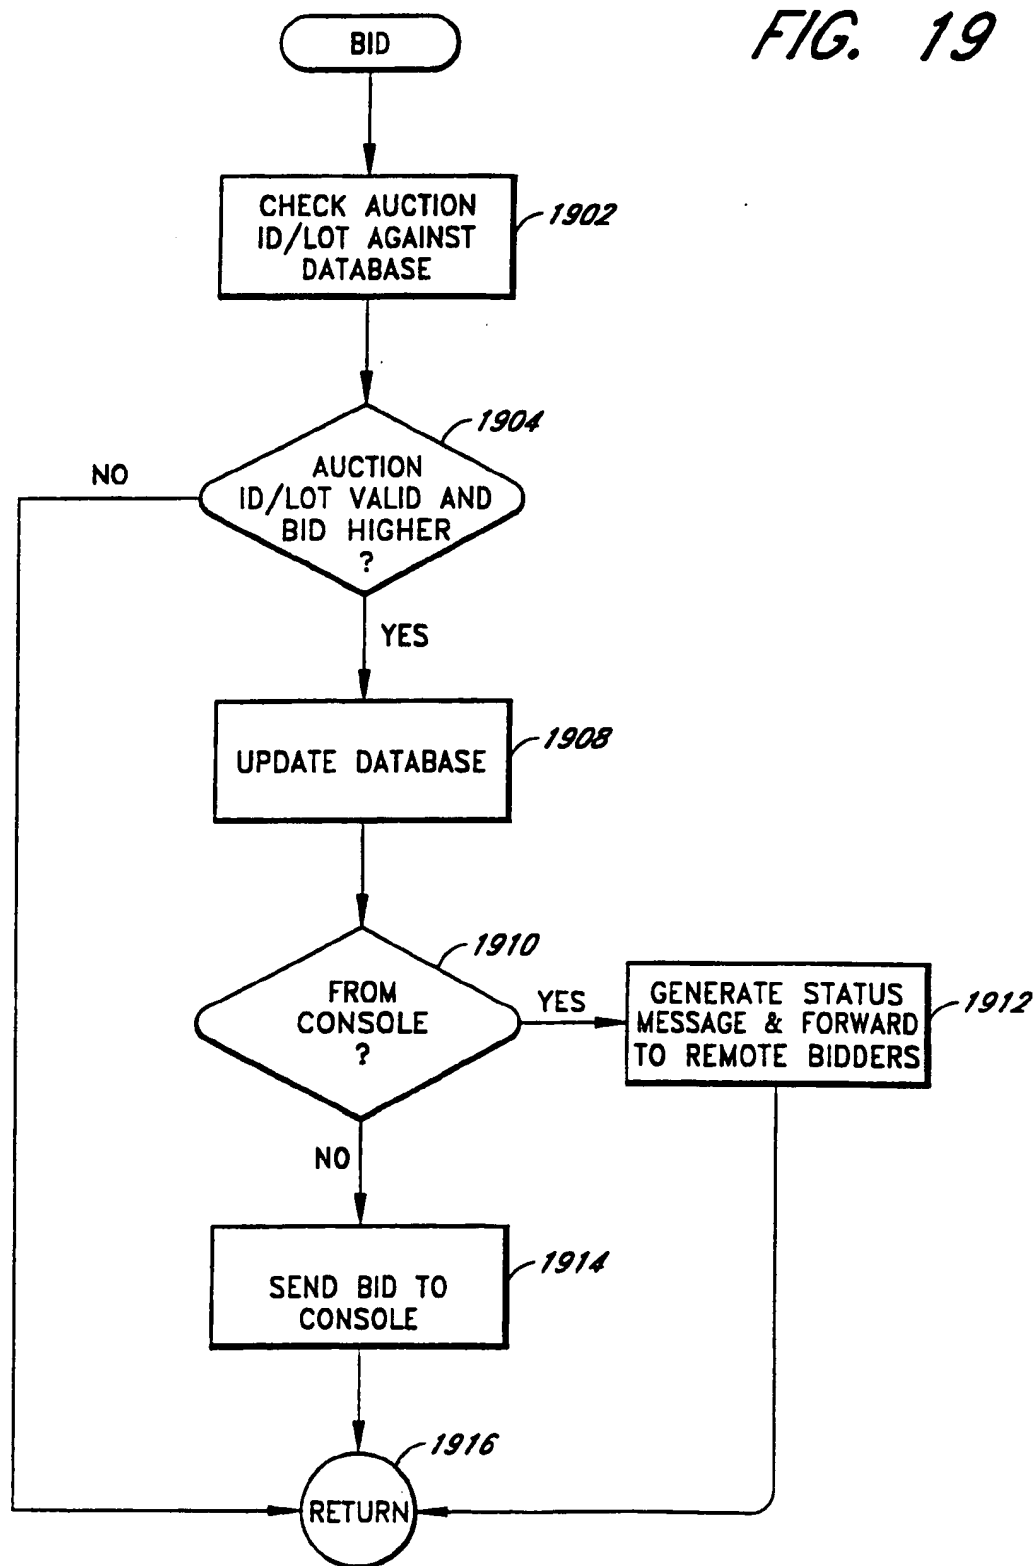 FIG. 19
BID
CHECK AUCTION
ID/LOT AGAINST
DATABASE
1902
1904
AUCTION
ID/LOT VALID AND
BID HIGHER
?
NO
YES
UPDATE DATABASE
1908
1910
FROM
CONSOLE
?
YES
GENERATE STATUS
MESSAGE & FORWARD
TO REMOTE BIDDERS
1912
NO
SEND BID TO
CONSOLE
1914
1916
RETURN